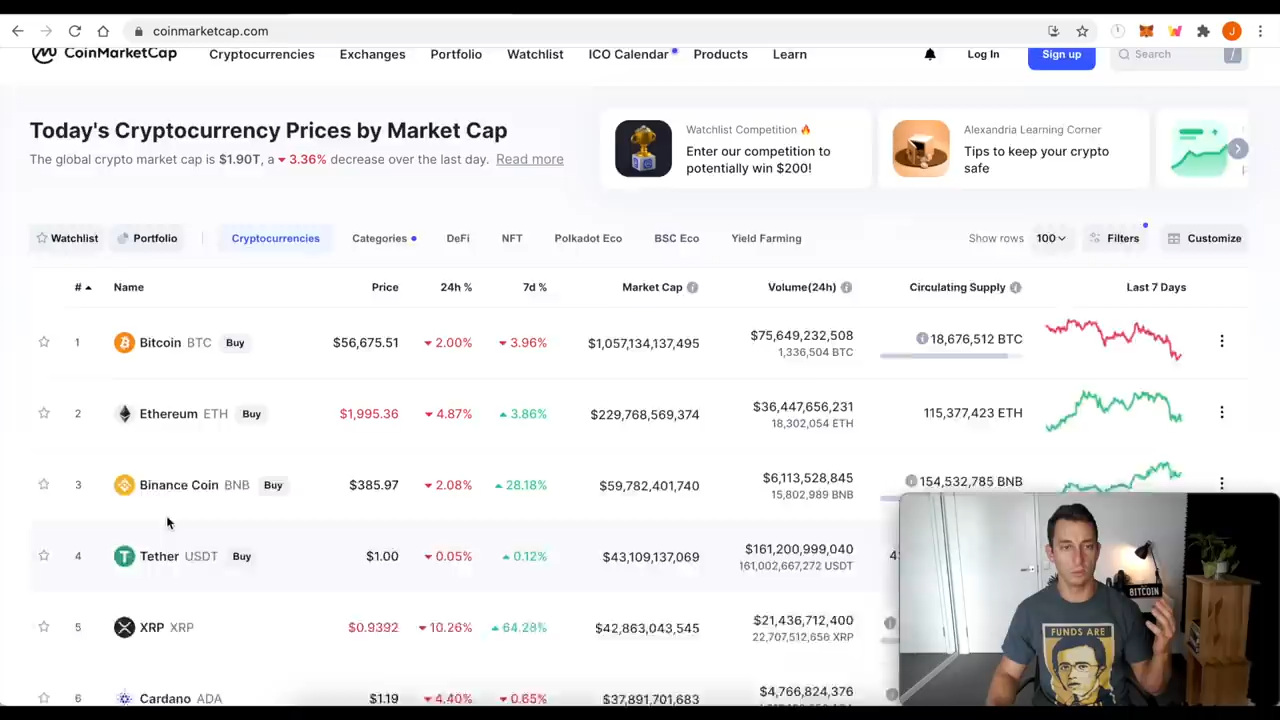 coinmarketcap.com
J
CoinMarketCap
Cryptocurrencies Exchanges Portfolio Watchlist ICO Calendar Products Learn
Log In Sign up Search /
Today's Cryptocurrency Prices by Market Cap
The global crypto market cap is $1.90T, a 3.36% decrease over the last day. Read more
Watchlist Competition 🔥
Enter our competition to
potentially win $200!
Alexandria Learning Corner
Tips to keep your crypto
safe
Watchlist Portfolio Cryptocurrencies Categories DeFi NFT Polkadot Eco BSC Eco Yield Farming Show rows 100 Filters Customize
# Name Price 24h % 7d % Market Cap Volume(24h) Circulating Supply Last 7 Days
1 Bitcoin BTC Buy $56,675.51 2.00% 3.96% $1,057,134,137,495 $75,649,232,508 18,676,512 BTC
1,336,504 BTC
2 Ethereum ETH Buy $1,995.36 4.87% 3.86% $229,768,569,374 $36,447,656,231 115,377,423 ETH
18,302,054 ETH
3 Binance Coin BNB Buy $385.97 2.08% 28.18% $59,782,401,740 $6,113,528,845 154,532,785 BNB
15,802,989 BNB
4 Tether USDT Buy $1.00 0.05% 0.12% $43,109,137,069 $161,200,999,040
161,002,667,272 USDT
5 XRP XRP $0.9392 10.26% 64.28% $42,863,043,545 $21,436,712,400
22,707,512,656 XRP
6 Cardano ADA $1.19 4.40% 0.65% $37,891,701,683 $4,766,824,376
BITCOIN
FUNDS ARE